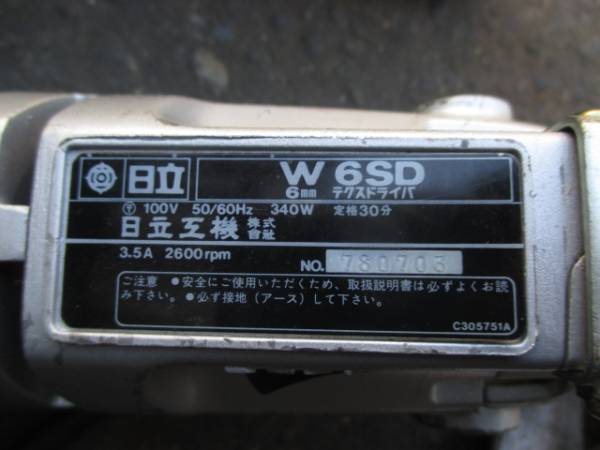 日立 W 6SD
6mm テクスドライバ
〒 100V 50/60Hz 340W 定格30分
日立工機 株式会社
3.5A 2600rpm
NO. 780703
ご注意 ●安全にご使用いただくため、取扱説明書は必ずよくお読
み下さい。●必ず接地（アース）して下さい。
C305751A